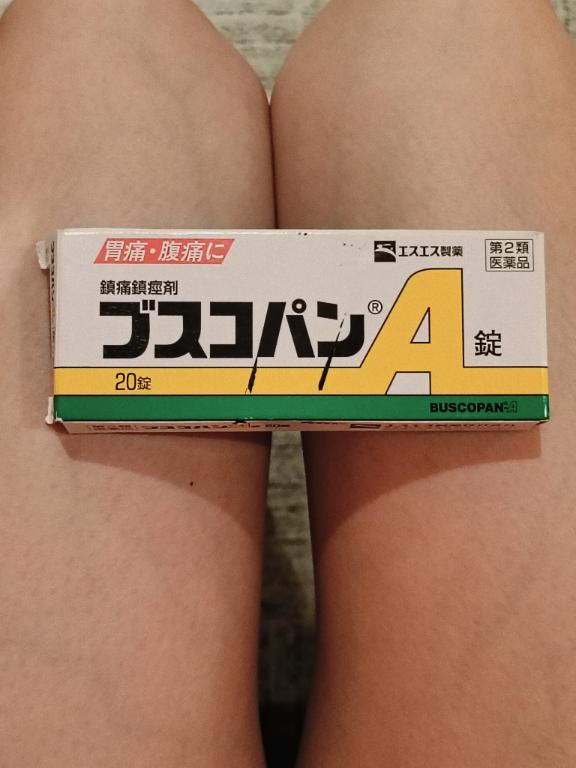 胃痛・腹痛に
エスエス製薬
第2類
医薬品
鎮痛鎮痙剤
ブスコパン®A錠
20錠
BUSCOPAN-A